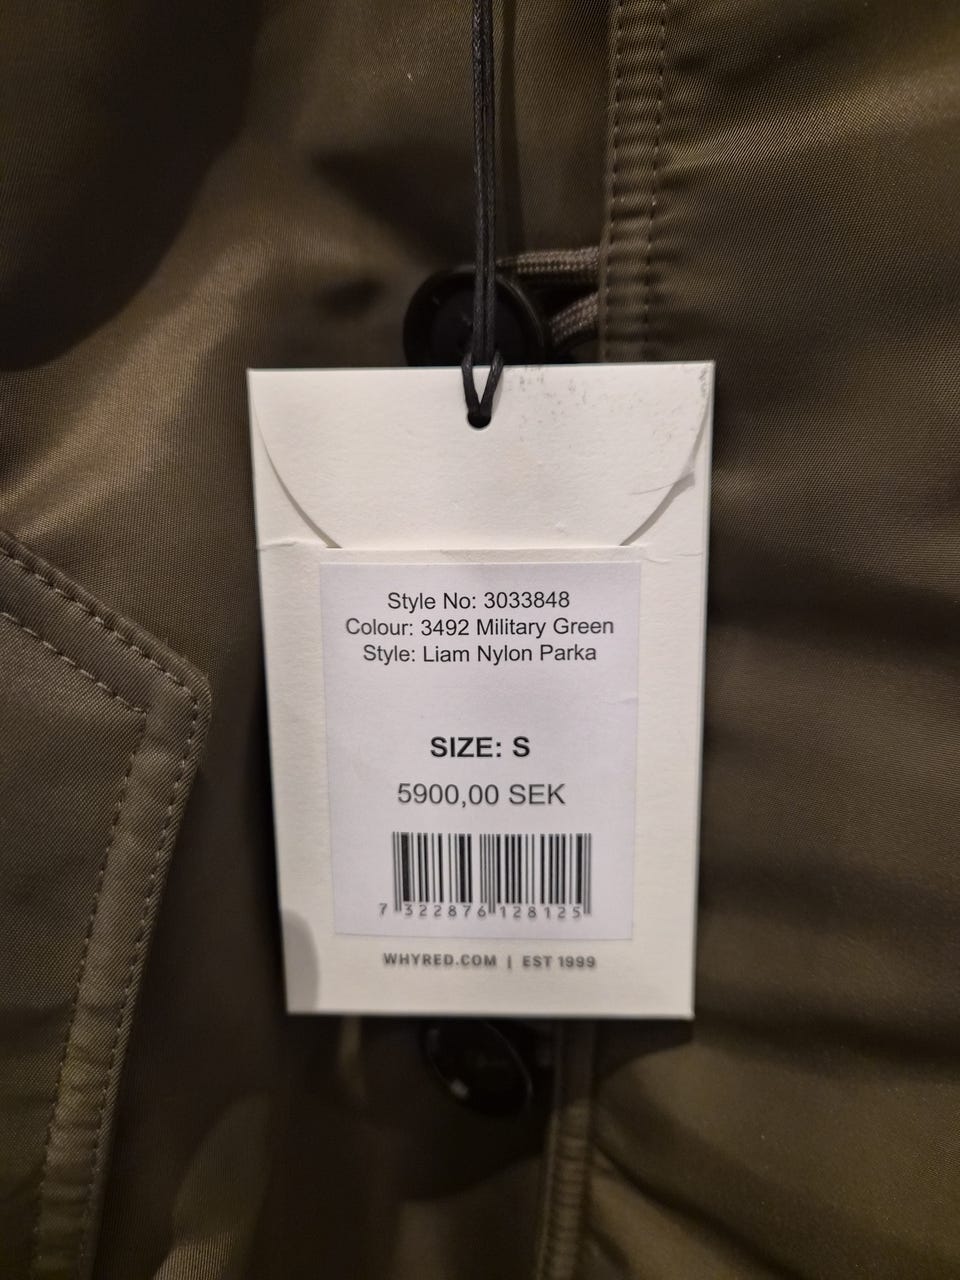 Style No: 3033848
Colour: 3492 Military Green
Style: Liam Nylon Parka
SIZE: S
5900,00 SEK
7 322876 128125
WHYRED.COM | EST 1999